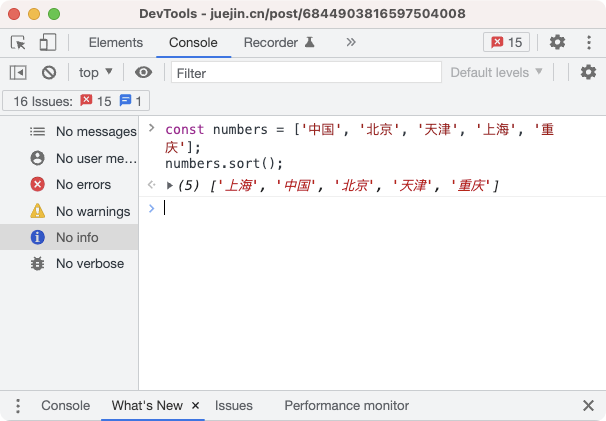 DevTools - juejin.cn/post/6844903816597504008
Elements Console Recorder 15
top Filter Default levels
16 Issues: 15 1
No messages
No user me…
No errors
No warnings
No info
No verbose
const numbers = ['中国', '北京', '天津', '上海', '重
庆'];
numbers.sort();
(5) ['上海', '中国', '北京', '天津', '重庆']
Console What's New Issues Performance monitor